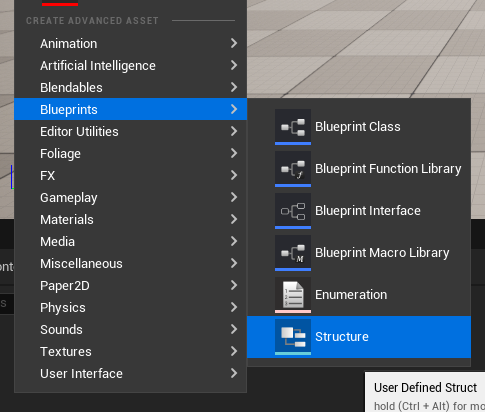 CREATE ADVANCED ASSET
Animation
Artificial Intelligence
Blendables
Blueprints
Editor Utilities
Foliage
FX
Gameplay
Materials
Media
Miscellaneous
Paper2D
Physics
Sounds
Textures
User Interface
Blueprint Class
Blueprint Function Library
Blueprint Interface
Blueprint Macro Library
Enumeration
Structure
User Defined Struct
hold (Ctrl + Alt) for mo